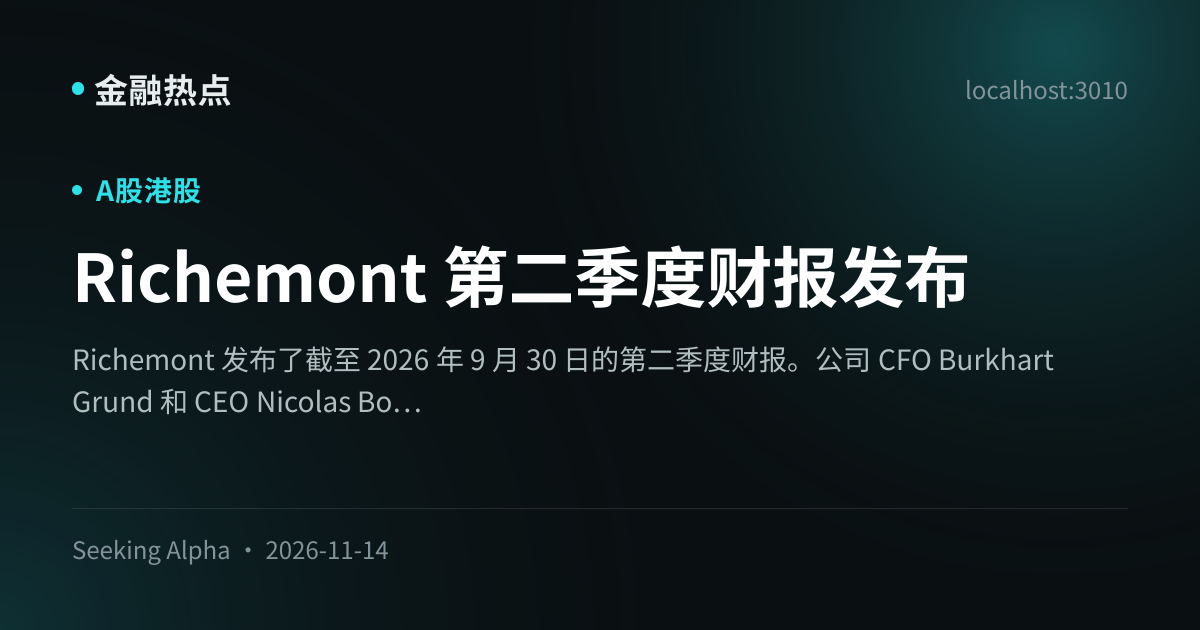 金融热点
localhost:3010
A股港股
Richemont 第二季度财报发布
Richemont 发布了截至 2026 年 9 月 30 日的第二季度财报。公司 CFO Burkhart
Grund 和 CEO Nicolas Bo…
Seeking Alpha · 2026-11-14